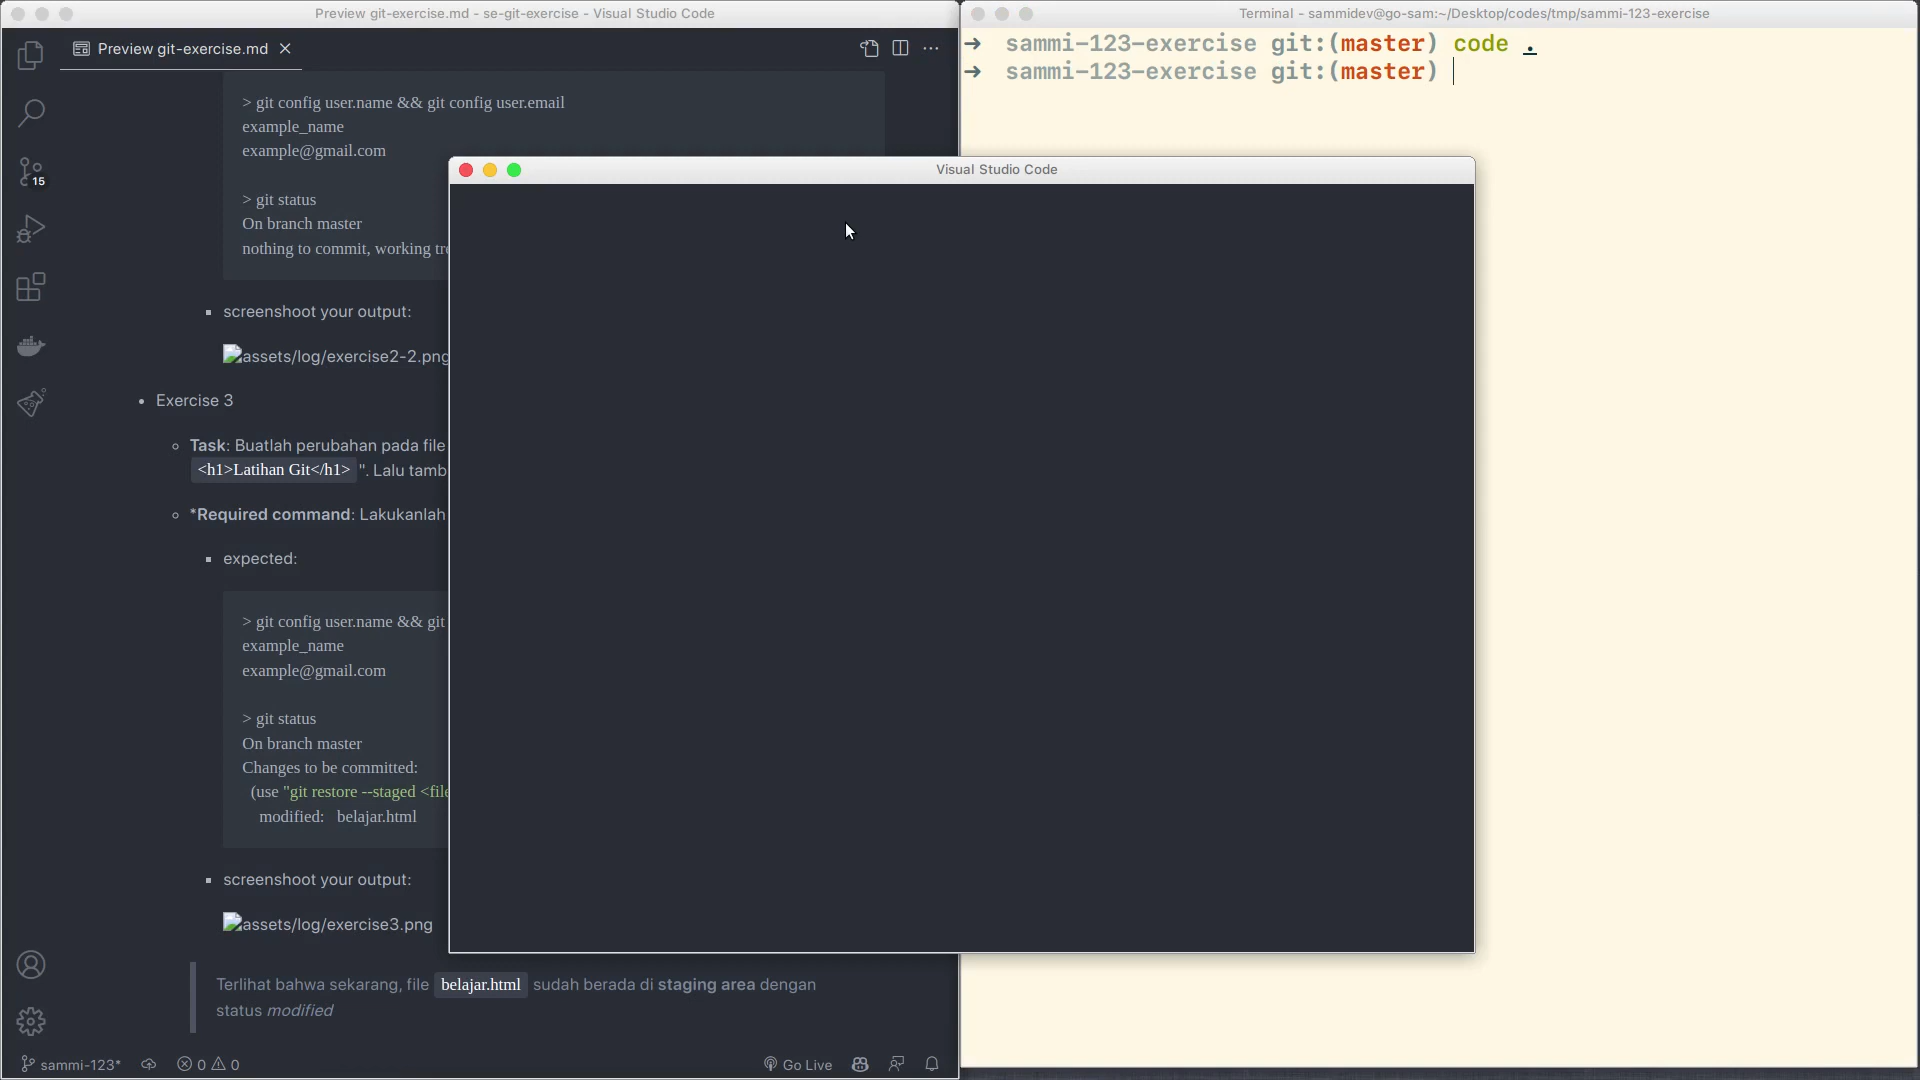 Preview git-exercise.md - se-git-exercise - Visual Studio Code
Preview git-exercise.md
> git config user.name && git config user.email
example_name
example@gmail.com
> git status
On branch master
nothing to commit, working tre
screenshoot your output:
assets/log/exercise2-2.png
Exercise 3
Task: Buatlah perubahan pada file
<h1>Latihan Git</h1> ". Lalu tamb
*Required command: Lakukanlah
expected:
> git config user.name && git
example_name
example@gmail.com
> git status
On branch master
Changes to be committed:
(use "git restore --staged <file
modified: belajar.html
screenshoot your output:
assets/log/exercise3.png
Terlihat bahwa sekarang, file belajar.html sudah berada di staging area dengan
status modified
15
sammi-123* 0 0 Go Live
Visual Studio Code
Terminal - sammidev@go-sam:~/Desktop/codes/tmp/sammi-123-exercise
➜ sammi-123-exercise git:(master) code .
➜ sammi-123-exercise git:(master)